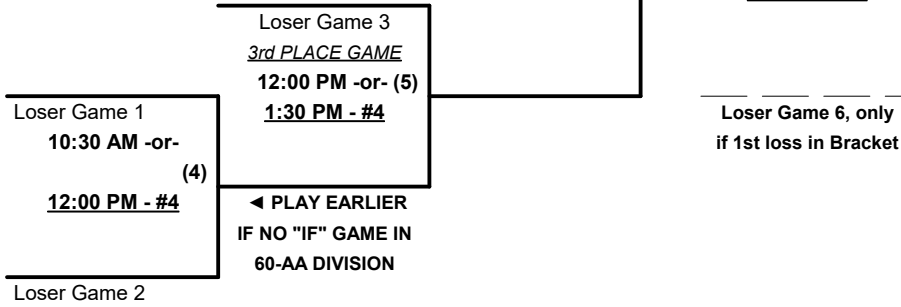 Loser Game 3
3rd PLACE GAME
12:00 PM -or- (5)
1:30 PM - #4
Loser Game 1
10:30 AM -or-
(4)
12:00 PM - #4
Loser Game 6, only
if 1st loss in Bracket
◄ PLAY EARLIER
IF NO "IF" GAME IN
60-AA DIVISION
Loser Game 2